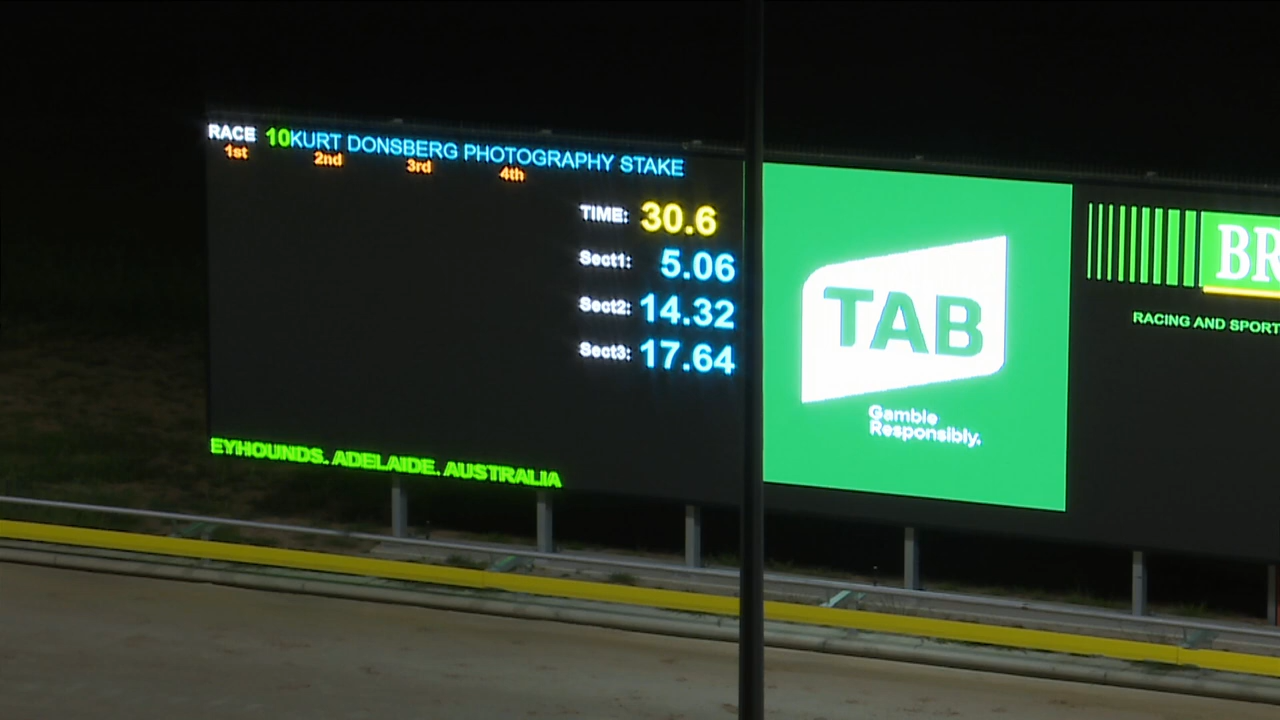 RACE 10KURT DONSBERG PHOTOGRAPHY STAKE
1st 2nd 3rd 4th
TIME: 30.6
Sect1: 5.06
Sect2: 14.32
Sect3: 17.64
EYHOUNDS. ADELAIDE. AUSTRALIA
TAB
Gamble
Responsibly.
BR
RACING AND SPORT